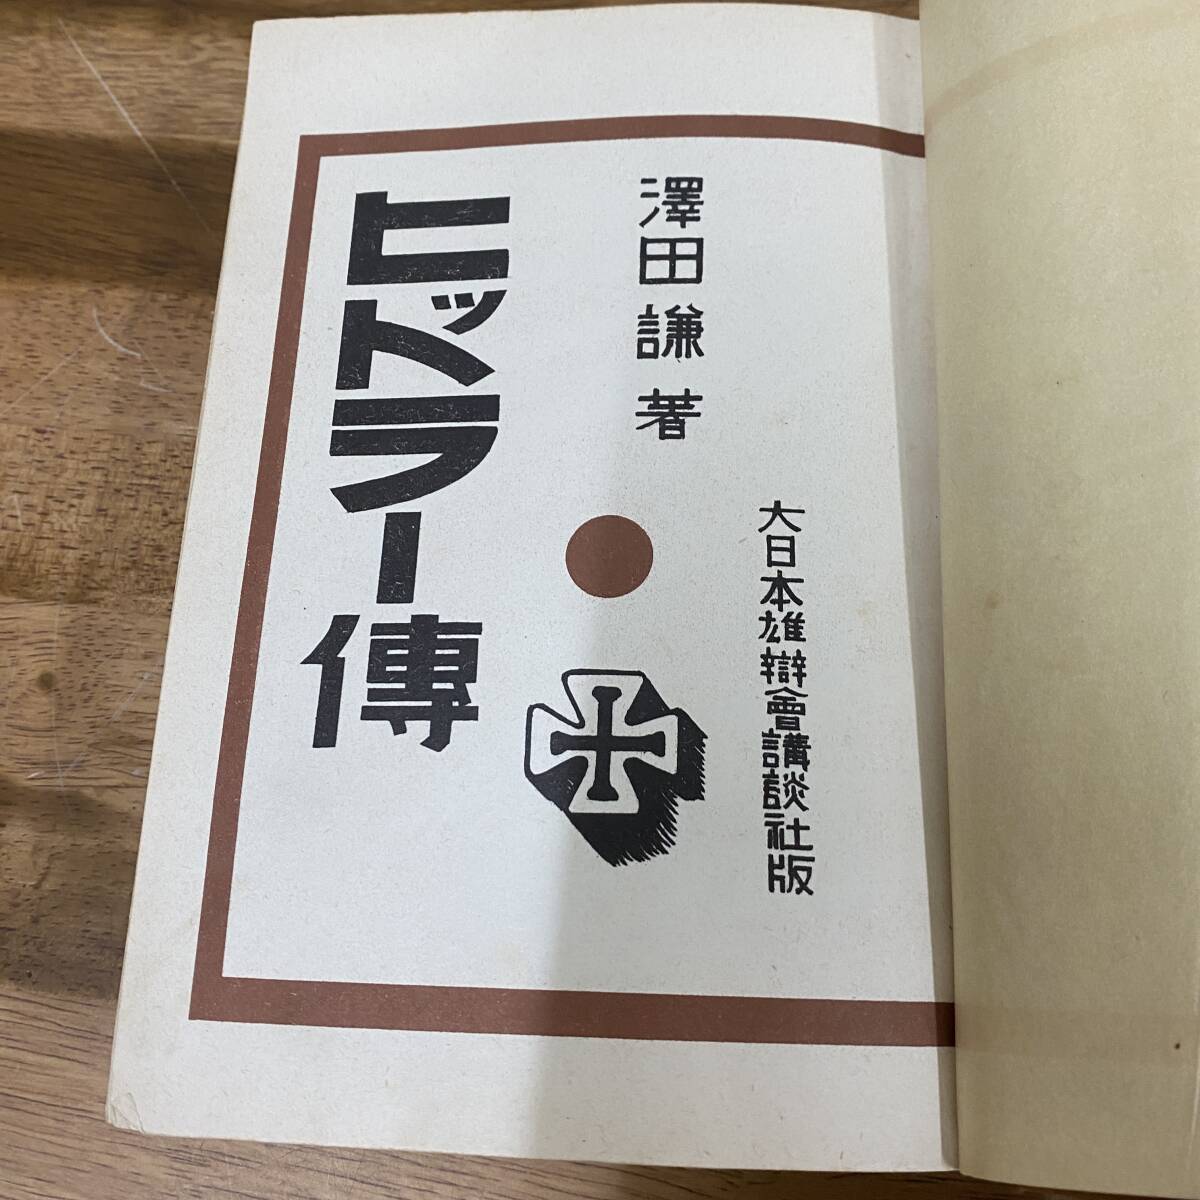 大日本雄辯會講談社版
澤田謙著
ヒットラー傳